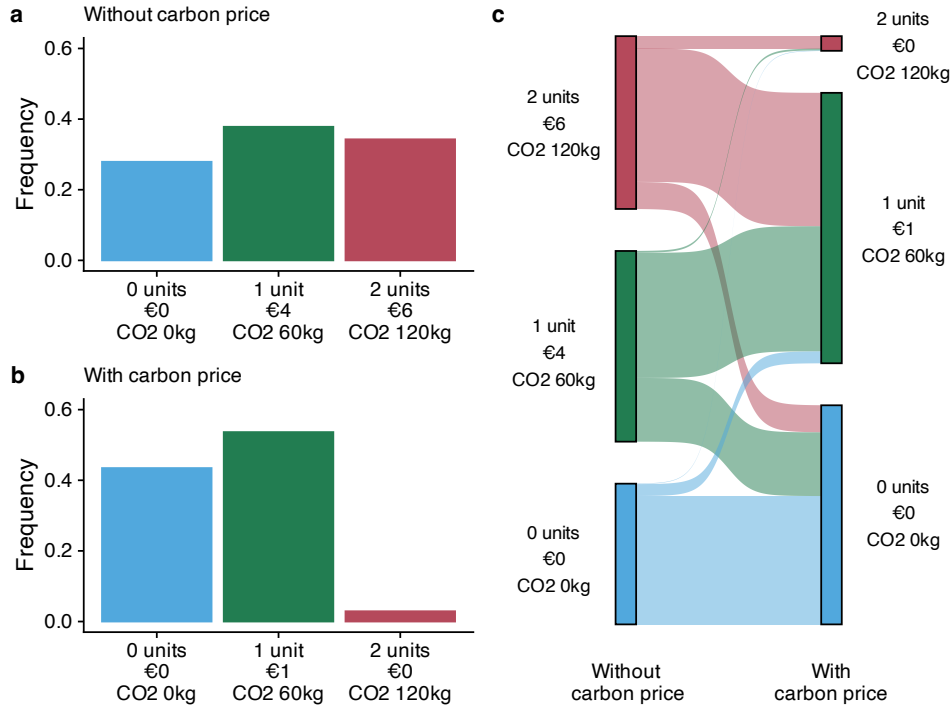 a
Without carbon price
Frequency
0.6
0.4
0.2
0.0
0 units
€0
CO2 0kg
1 unit
€4
CO2 60kg
2 units
€6
CO2 120kg
b
With carbon price
Frequency
0.6
0.4
0.2
0.0
0 units
€0
CO2 0kg
1 unit
€1
CO2 60kg
2 units
€0
CO2 120kg
c
2 units
€6
CO2 120kg
1 unit
€4
CO2 60kg
0 units
€0
CO2 0kg
2 units
€0
CO2 120kg
1 unit
€1
CO2 60kg
0 units
€0
CO2 0kg
Without
carbon price
With
carbon price